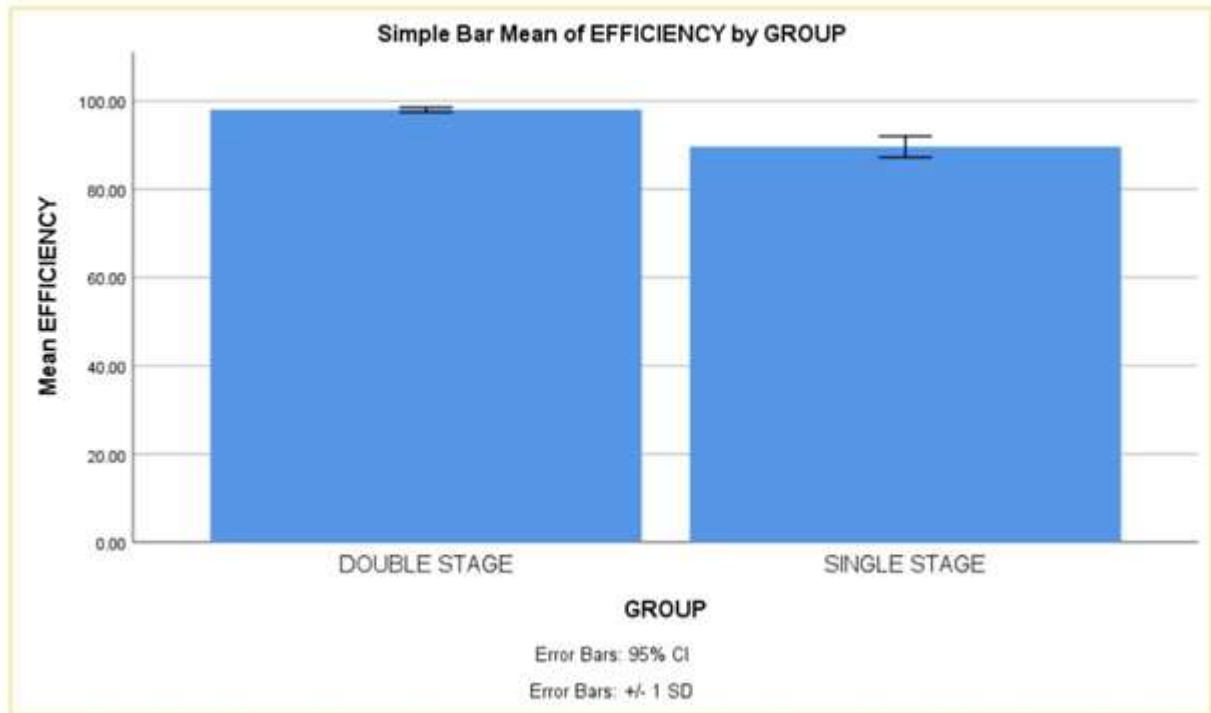 Simple Bar Mean of EFFICIENCY by GROUP
100.00
80.00
60.00
40.00
20.00
0.00
Mean EFFICIENCY
DOUBLE STAGE
SINGLE STAGE
GROUP
Error Bars: 95% CI
Error Bars: +/- 1 SD